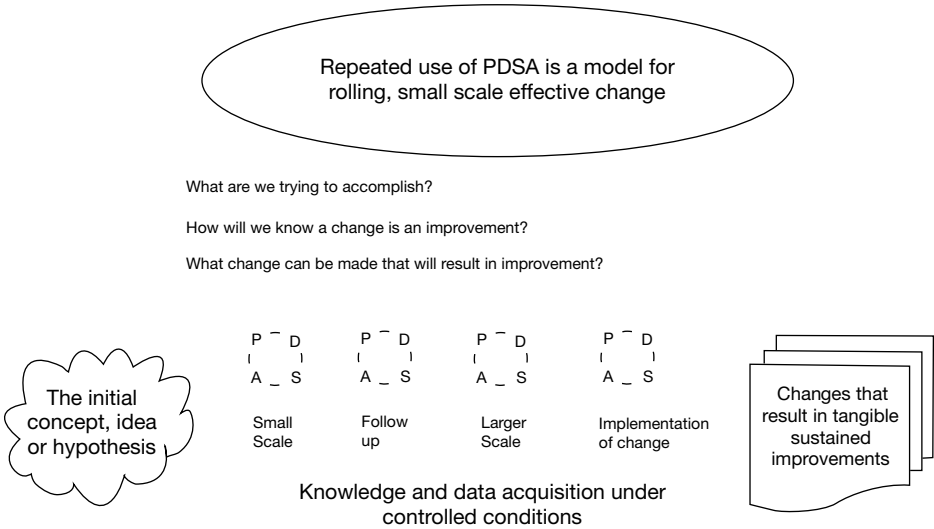 Repeated use of PDSA is a model for
rolling, small scale effective change
What are we trying to accomplish?
How will we know a change is an improvement?
What change can be made that will result in improvement?
The initial
concept, idea
or hypothesis
P D
A S
Small
Scale
P D
A S
Follow
up
P D
A S
Larger
Scale
P D
A S
Implementation
of change
Changes that
result in tangible
sustained
improvements
Knowledge and data acquisition under
controlled conditions